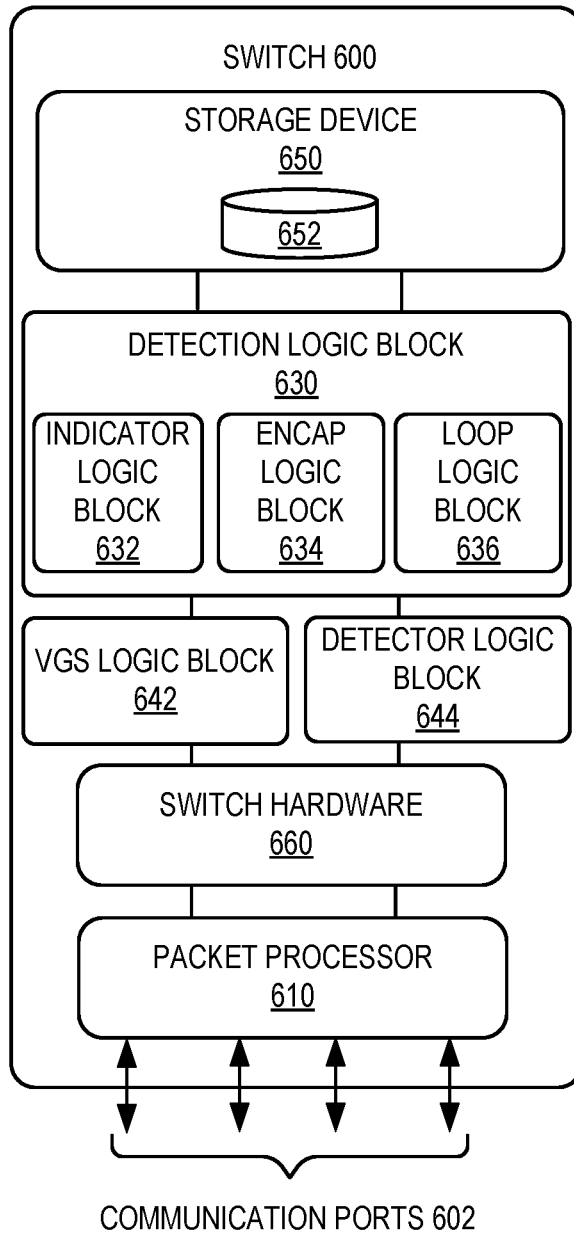 SWITCH 600
STORAGE DEVICE
650
652
DETECTION LOGIC BLOCK
630
INDICATOR
LOGIC
BLOCK
632
ENCAP
LOGIC
BLOCK
634
LOOP
LOGIC
BLOCK
636
VGS LOGIC BLOCK
642
DETECTOR LOGIC
BLOCK
644
SWITCH HARDWARE
660
PACKET PROCESSOR
610
COMMUNICATION PORTS 602